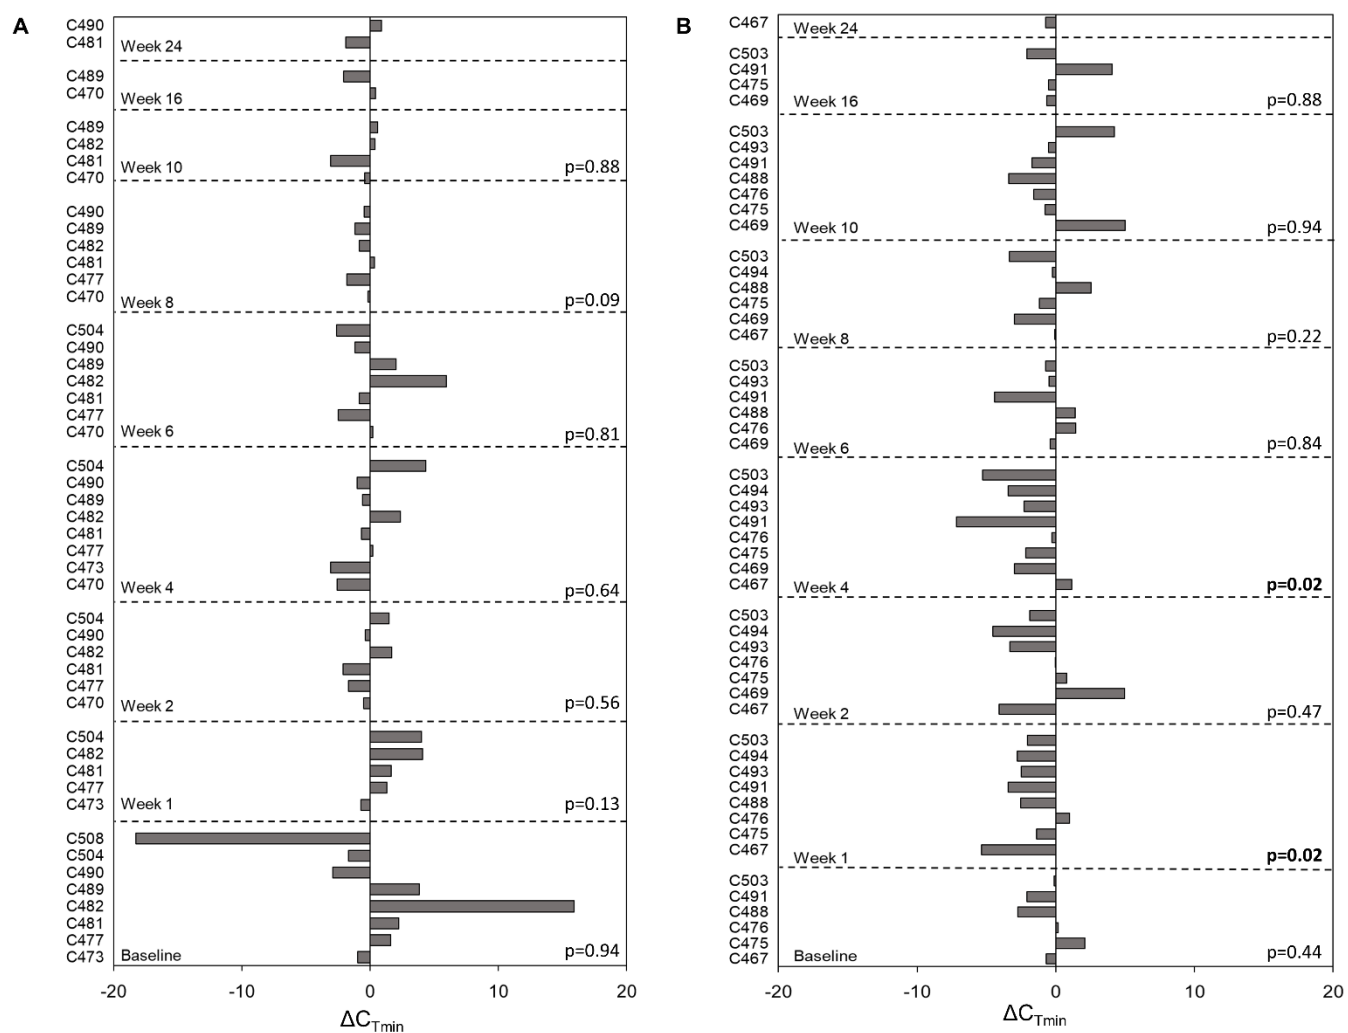 A
C490
C481
Week 24
C489
C470
Week 16
C489
C482
C481
C470
Week 10
p=0.88
C490
C489
C482
C481
C477
C470
Week 8
p=0.09
C504
C490
C489
C482
C481
C477
C470
Week 6
p=0.81
C504
C490
C489
C482
C481
C477
C473
C470
Week 4
p=0.64
C504
C490
C482
C481
C477
C470
Week 2
p=0.56
C504
C482
C481
C477
C473
Week 1
p=0.13
C508
C504
C490
C489
C482
C481
C477
C473
Baseline
p=0.94
-20 -10 0 10 20
ΔCTmin
B
C467
Week 24
C503
C491
C475
C469
Week 16
p=0.88
C503
C493
C491
C488
C476
C475
C469
Week 10
p=0.94
C503
C494
C488
C475
C469
C467
Week 8
p=0.22
C503
C493
C491
C488
C476
C469
Week 6
p=0.84
C503
C494
C493
C491
C476
C475
C469
C467
Week 4
p=0.02
C503
C494
C493
C476
C475
C469
C467
Week 2
p=0.47
C503
C494
C493
C491
C488
C476
C475
C467
Week 1
p=0.02
C503
C491
C488
C476
C475
C467
Baseline
p=0.44
-20 -10 0 10 20
ΔCTmin